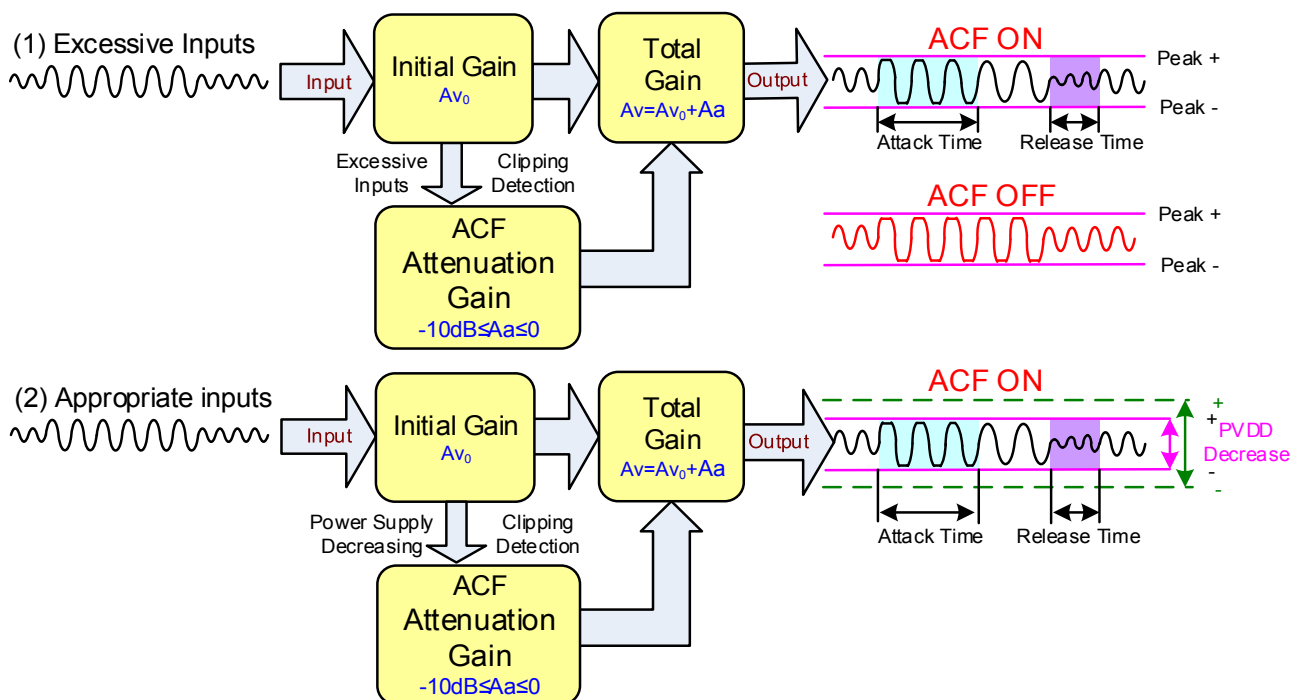 (1) Excessive Inputs
Input
Initial Gain
Av0
Total
Gain
Av=Av0+Aa
Output
ACF ON
Peak +
Peak -
Attack Time
Release Time
Excessive
Inputs
Clipping
Detection
ACF
Attenuation
Gain
-10dB≤Aa≤0
ACF OFF
Peak +
Peak -
(2) Appropriate inputs
Input
Initial Gain
Av0
Total
Gain
Av=Av0+Aa
Output
ACF ON
+
+
PVDD
Decrease
-
-
Attack Time
Release Time
Power Supply
Decreasing
Clipping
Detection
ACF
Attenuation
Gain
-10dB≤Aa≤0